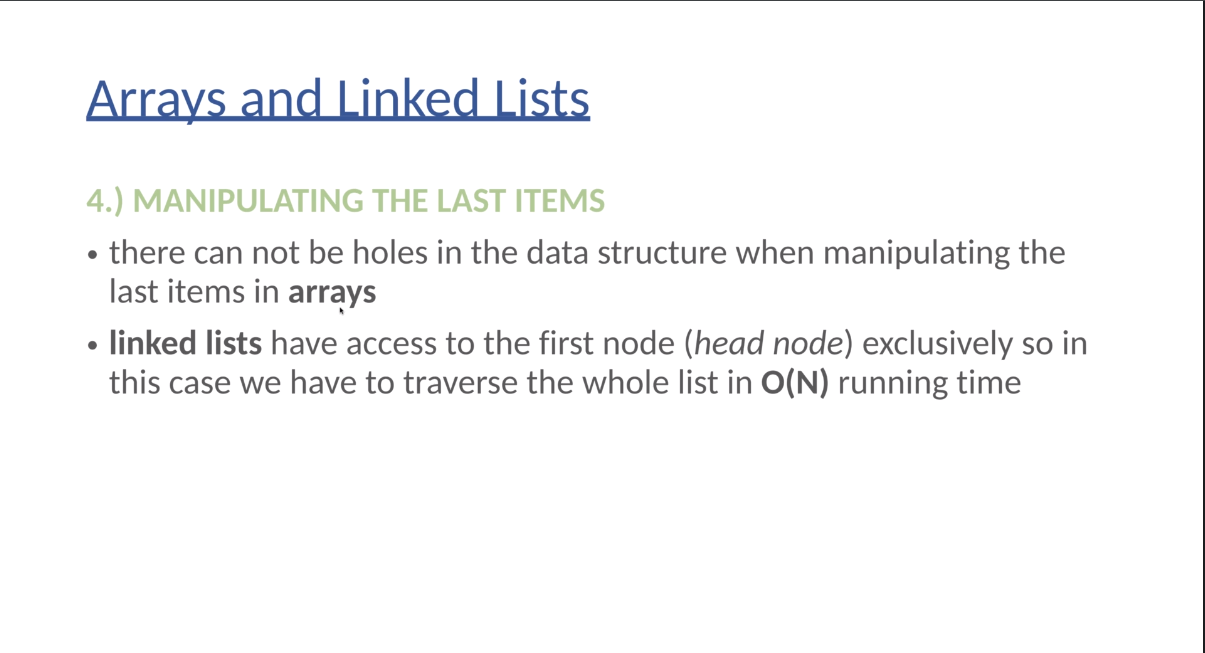 Arrays and Linked Lists
4.) MANIPULATING THE LAST ITEMS
• there can not be holes in the data structure when manipulating the
last items in arrays
• linked lists have access to the first node (head node) exclusively so in
this case we have to traverse the whole list in O(N) running time